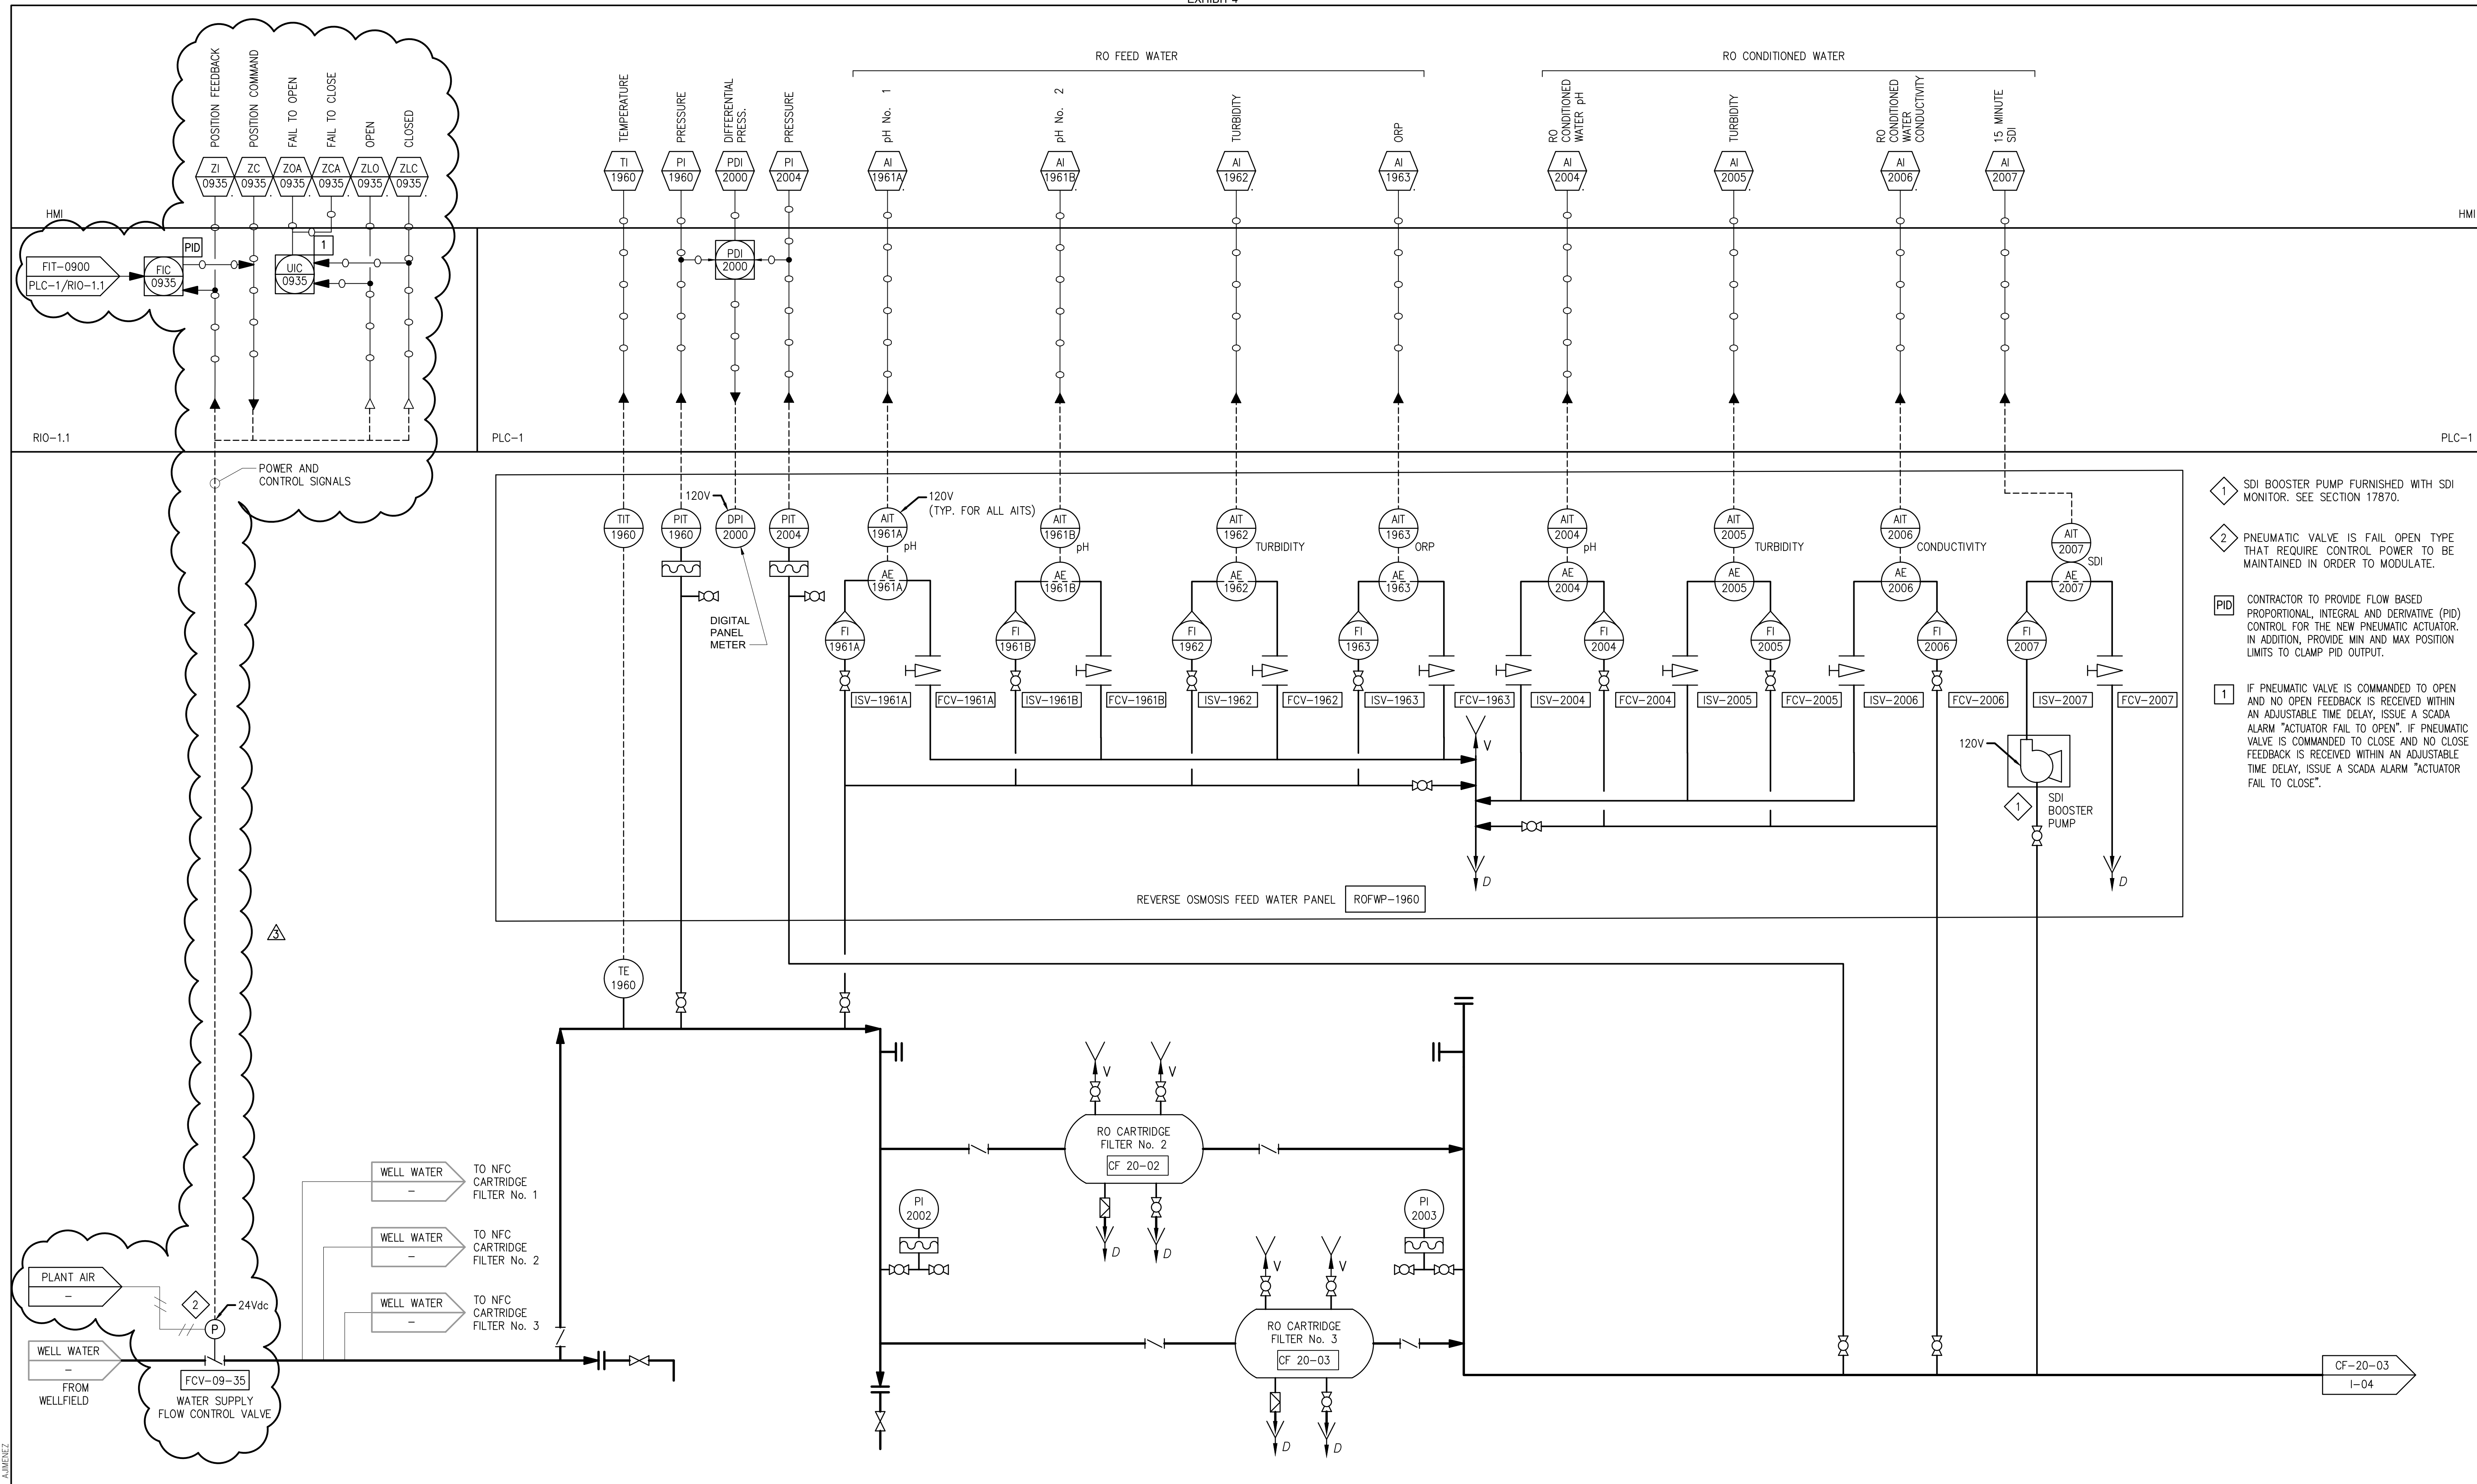 EXHIBIT 4
RO FEED WATER
RO CONDITIONED WATER
POSITION FEEDBACK
POSITION COMMAND
FAIL TO OPEN
FAIL TO CLOSE
OPEN
CLOSED
TEMPERATURE
PRESSURE
DIFFERENTIAL
PRESS.
PRESSURE
pH No. 1
pH No. 2
TURBIDITY
ORP
RO
CONDITIONED
WATER pH
TURBIDITY
RO
CONDITIONED
WATER
CONDUCTIVITY
15 MINUTE
SDI
ZI
0935
ZC
0935
ZOA
0935
ZCA
0935
ZLO
0935
ZLC
0935
TI
1960
PI
1960
PDI
2000
PI
2004
AI
1961A
AI
1961B
AI
1962
AI
1963
AI
2004
AI
2005
AI
2006
AI
2007
HMI
HMI
FIT-0900
PLC-1/RIO-1.1
PID
FIC
0935
1
UIC
0935
PDI
2000
RIO-1.1
PLC-1
PLC-1
POWER AND
CONTROL SIGNALS
120V
120V
(TYP. FOR ALL AITS)
TIT
1960
PIT
1960
DPI
2000
PIT
2004
AIT
1961A
pH
AIT
1961B
pH
AIT
1962
TURBIDITY
AIT
1963
ORP
AIT
2004
pH
AIT
2005
TURBIDITY
AIT
2006
CONDUCTIVITY
AIT
2007
SDI
AE
1961A
AE
1961B
AE
1962
AE
1963
AE
2004
AE
2005
AE
2006
AE
2007
DIGITAL
PANEL
METER
FI
1961A
FI
1961B
FI
1962
FI
1963
FI
2004
FI
2005
FI
2006
FI
2007
ISV-1961A
FCV-1961A
ISV-1961B
FCV-1961B
ISV-1962
FCV-1962
ISV-1963
FCV-1963
ISV-2004
FCV-2004
ISV-2005
FCV-2005
ISV-2006
FCV-2006
ISV-2007
FCV-2007
V
120V
1
SDI
BOOSTER
PUMP
D
D
REVERSE OSMOSIS FEED WATER PANEL
ROFWP-1960
1
SDI BOOSTER PUMP FURNISHED WITH SDI
MONITOR. SEE SECTION 17870.
2
PNEUMATIC VALVE IS FAIL OPEN TYPE
THAT REQUIRE CONTROL POWER TO BE
MAINTAINED IN ORDER TO MODULATE.
PID
CONTRACTOR TO PROVIDE FLOW BASED
PROPORTIONAL, INTEGRAL AND DERIVATIVE (PID)
CONTROL FOR THE NEW PNEUMATIC ACTUATOR.
IN ADDITION, PROVIDE MIN AND MAX POSITION
LIMITS TO CLAMP PID OUTPUT.
1
IF PNEUMATIC VALVE IS COMMANDED TO OPEN
AND NO OPEN FEEDBACK IS RECEIVED WITHIN
AN ADJUSTABLE TIME DELAY, ISSUE A SCADA
ALARM "ACTUATOR FAIL TO OPEN". IF PNEUMATIC
VALVE IS COMMANDED TO CLOSE AND NO CLOSE
FEEDBACK IS RECEIVED WITHIN AN ADJUSTABLE
TIME DELAY, ISSUE A SCADA ALARM "ACTUATOR
FAIL TO CLOSE".
3
TE
1960
V
V
RO CARTRIDGE
FILTER No. 2
CF 20-02
D
D
PI
2002
PI
2003
V
V
RO CARTRIDGE
FILTER No. 3
CF 20-03
D
D
WELL WATER
-
TO NFC
CARTRIDGE
FILTER No. 1
WELL WATER
-
TO NFC
CARTRIDGE
FILTER No. 2
WELL WATER
-
TO NFC
CARTRIDGE
FILTER No. 3
PLANT AIR
-
2
24Vdc
P
WELL WATER
-
FROM
WELLFIELD
FCV-09-35
WATER SUPPLY
FLOW CONTROL VALVE
CF-20-03
I-04
AJIMENEZ